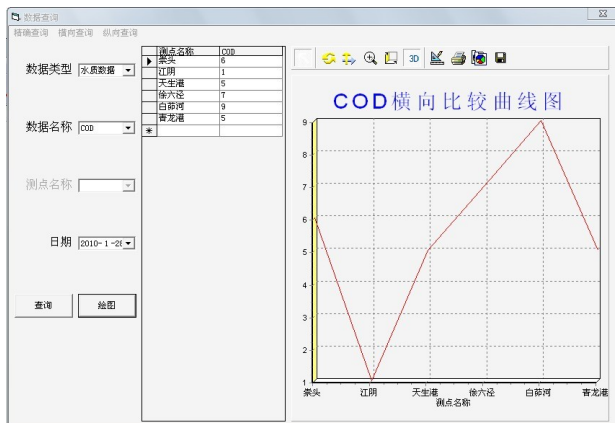 数据查询
精确查询 横向查询 纵向查询
数据类型 水质数据
数据名称 COD
测点名称
日期 2010-1-28
查询 绘图
测点名称 COD
崇头 6
江阴 1
天生港 5
徐六泾 7
白茆河 9
青龙港 5
3D
COD横向比较曲线图
9
8
7
6
5
4
3
2
1
崇头 江阴 天生港 徐六泾 白茆河 青龙港
测点名称